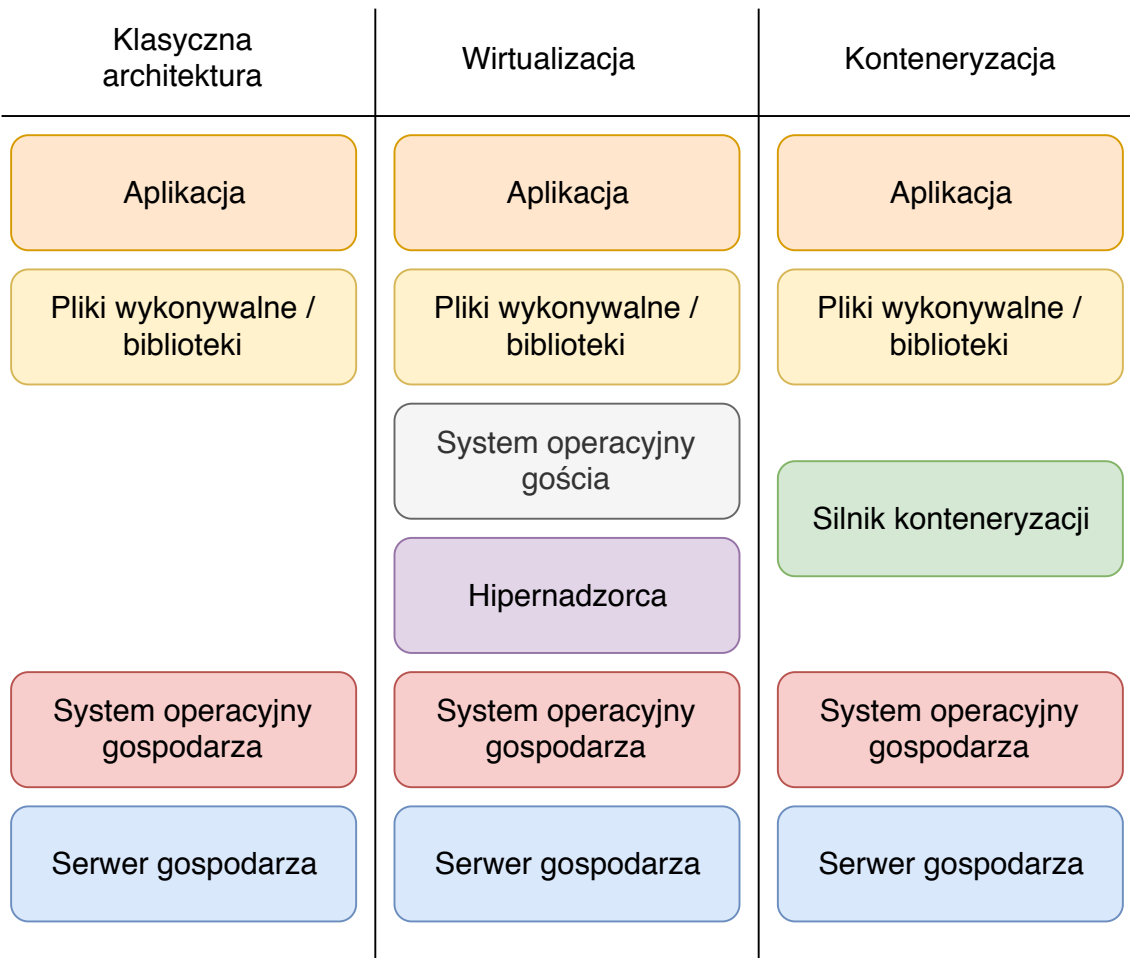 Klasyczna
architektura
Wirtualizacja
Konteneryzacja
Aplikacja
Aplikacja
Aplikacja
Pliki wykonywalne /
biblioteki
Pliki wykonywalne /
biblioteki
Pliki wykonywalne /
biblioteki
System operacyjny
gościa
Silnik konteneryzacji
Hipernadzorca
System operacyjny
gospodarza
System operacyjny
gospodarza
System operacyjny
gospodarza
Serwer gospodarza
Serwer gospodarza
Serwer gospodarza